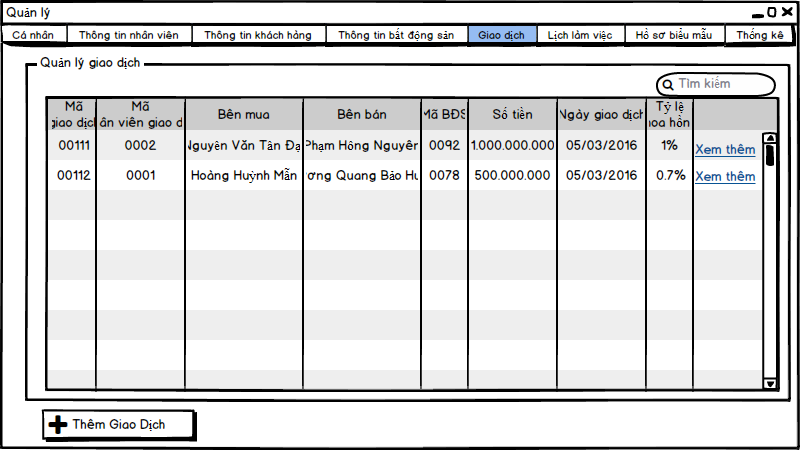 Quản lý
Cá nhân Thông tin nhân viên Thông tin khách hàng Thông tin bất động sản Giao dịch Lịch làm việc Hồ sơ biểu mẫu Thống kê
Quản lý giao dịch
Tìm kiếm
Mã giao dịch Mã ân viên giao d Bên mua Bên bán Mã BĐS Số tiền Ngày giao dịch Tỷ lệ hoa hồn
00111 0002 Nguyễn Văn Tân Đạ Phạm Hồng Nguyên 0092 1.000.000.000 05/03/2016 1% Xem thêm
00112 0001 Hoàng Huỳnh Mẫn ương Quang Bảo Hu 0078 500.000.000 05/03/2016 0.7% Xem thêm
Thêm Giao Dịch